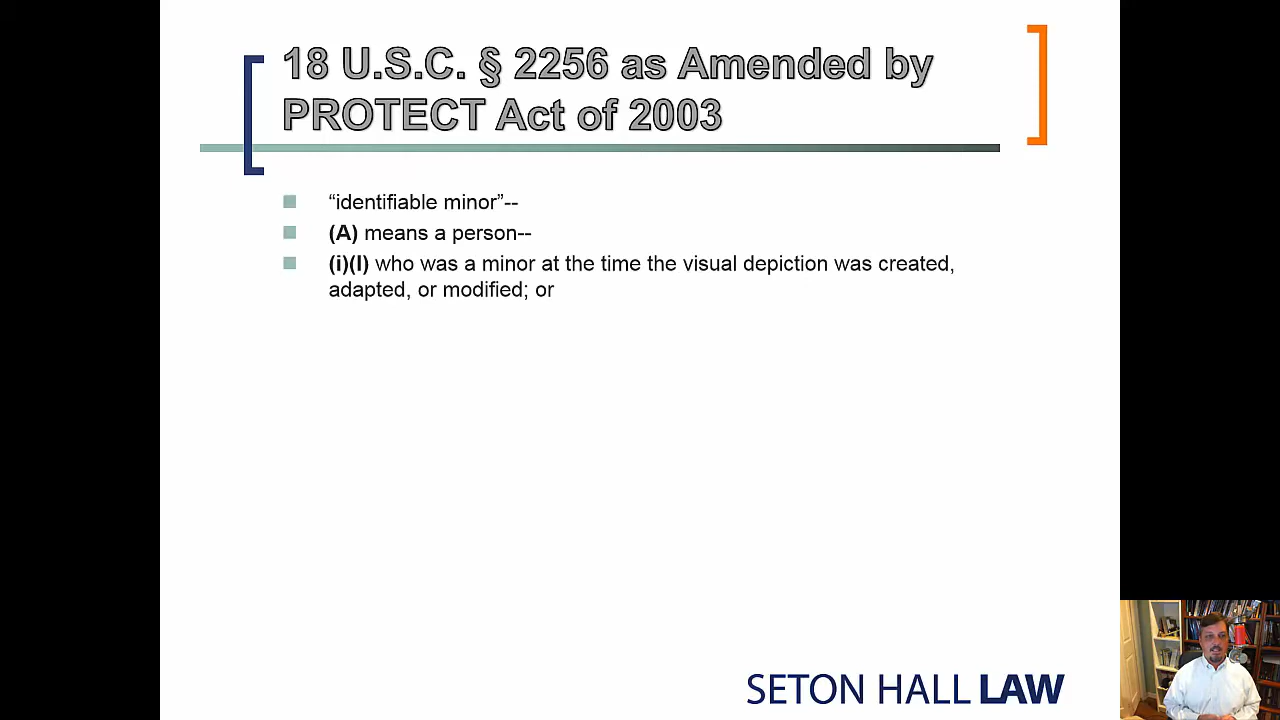 18 U.S.C. § 2256 as Amended by
PROTECT Act of 2003
“identifiable minor”--
(A) means a person--
(i)(I) who was a minor at the time the visual depiction was created,
adapted, or modified; or
SETON HALL LAW